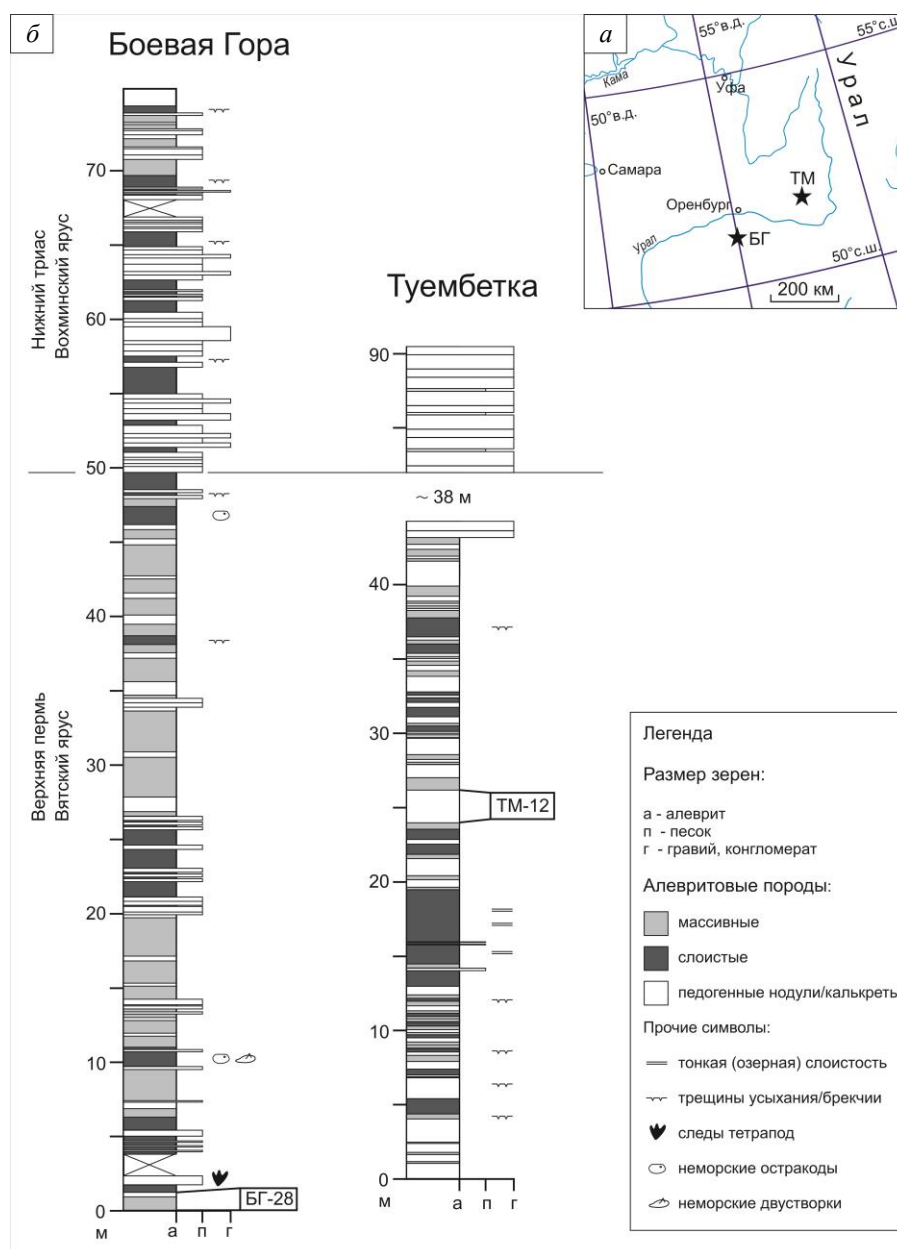 б
Боевая Гора
70
60
50
40
30
20
10
0
м
а
п
г
Нижний триас
Вохминский ярус
Верхняя пермь
Вятский ярус
БГ-28
Туембетка
90
~ 38 м
40
30
20
10
0
м
а
п
г
ТМ-12
а
55°в.д.
55°с.ш.
Кама
Уфа
Урал
50°в.д.
Самара
ТМ
Оренбург
БГ
Урал
50°с.ш.
200 км
Легенда
Размер зерен:
а - алеврит
п - песок
г - гравий, конгломерат
Алевритовые породы:
массивные
слоистые
педогенные нодули/калькреты
Прочие символы:
тонкая (озерная) слоистость
трещины усыхания/брекчии
следы тетрапод
неморские остракоды
неморские двустворки